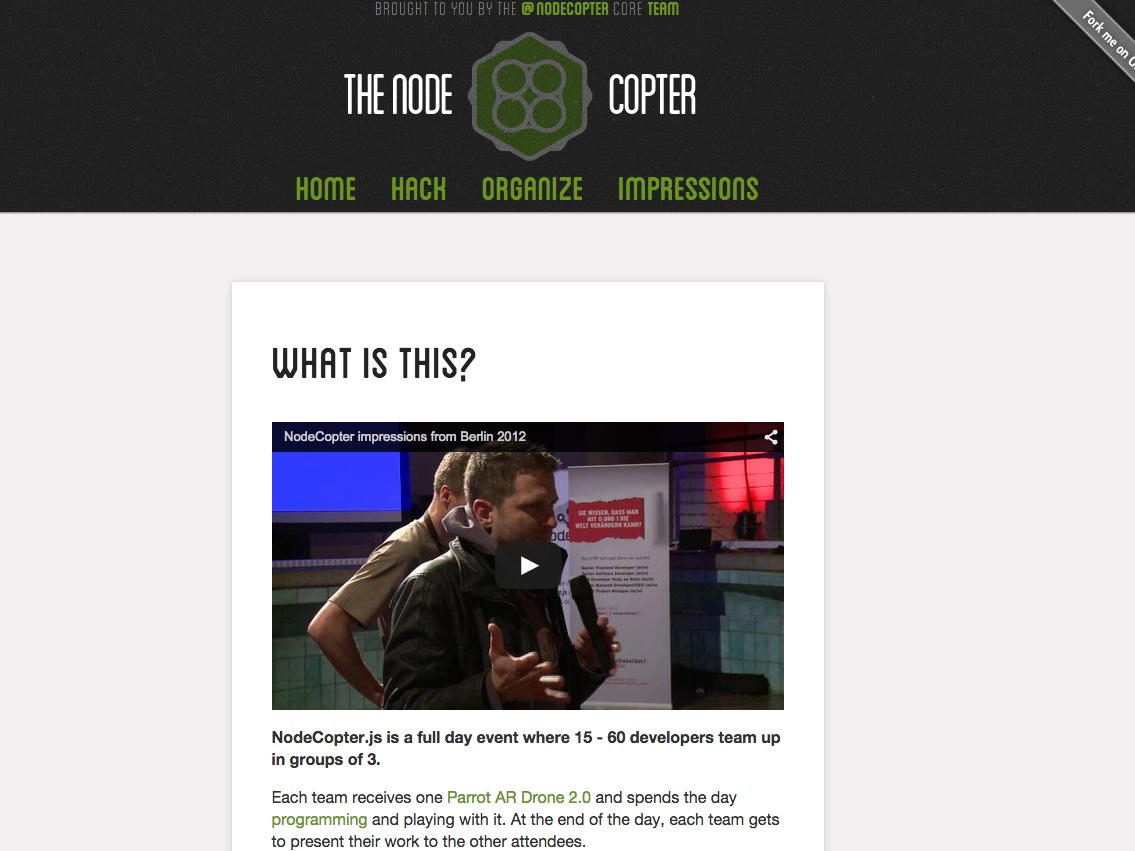 BROUGHT TO YOU BY THE @NODECOPTER CORE TEAM
Fork me on
THE NODE COPTER
HOME HACK ORGANIZE IMPRESSIONS
WHAT IS THIS?
NodeCopter impressions from Berlin 2012
SIE WISSEN, DASS MAN
MIT 0 UND 1 DIE
WELT VERÄNDERN KANN?
NodeCopter.js is a full day event where 15 - 60 developers team up
in groups of 3.
Each team receives one Parrot AR Drone 2.0 and spends the day
programming and playing with it. At the end of the day, each team gets
to present their work to the other attendees.